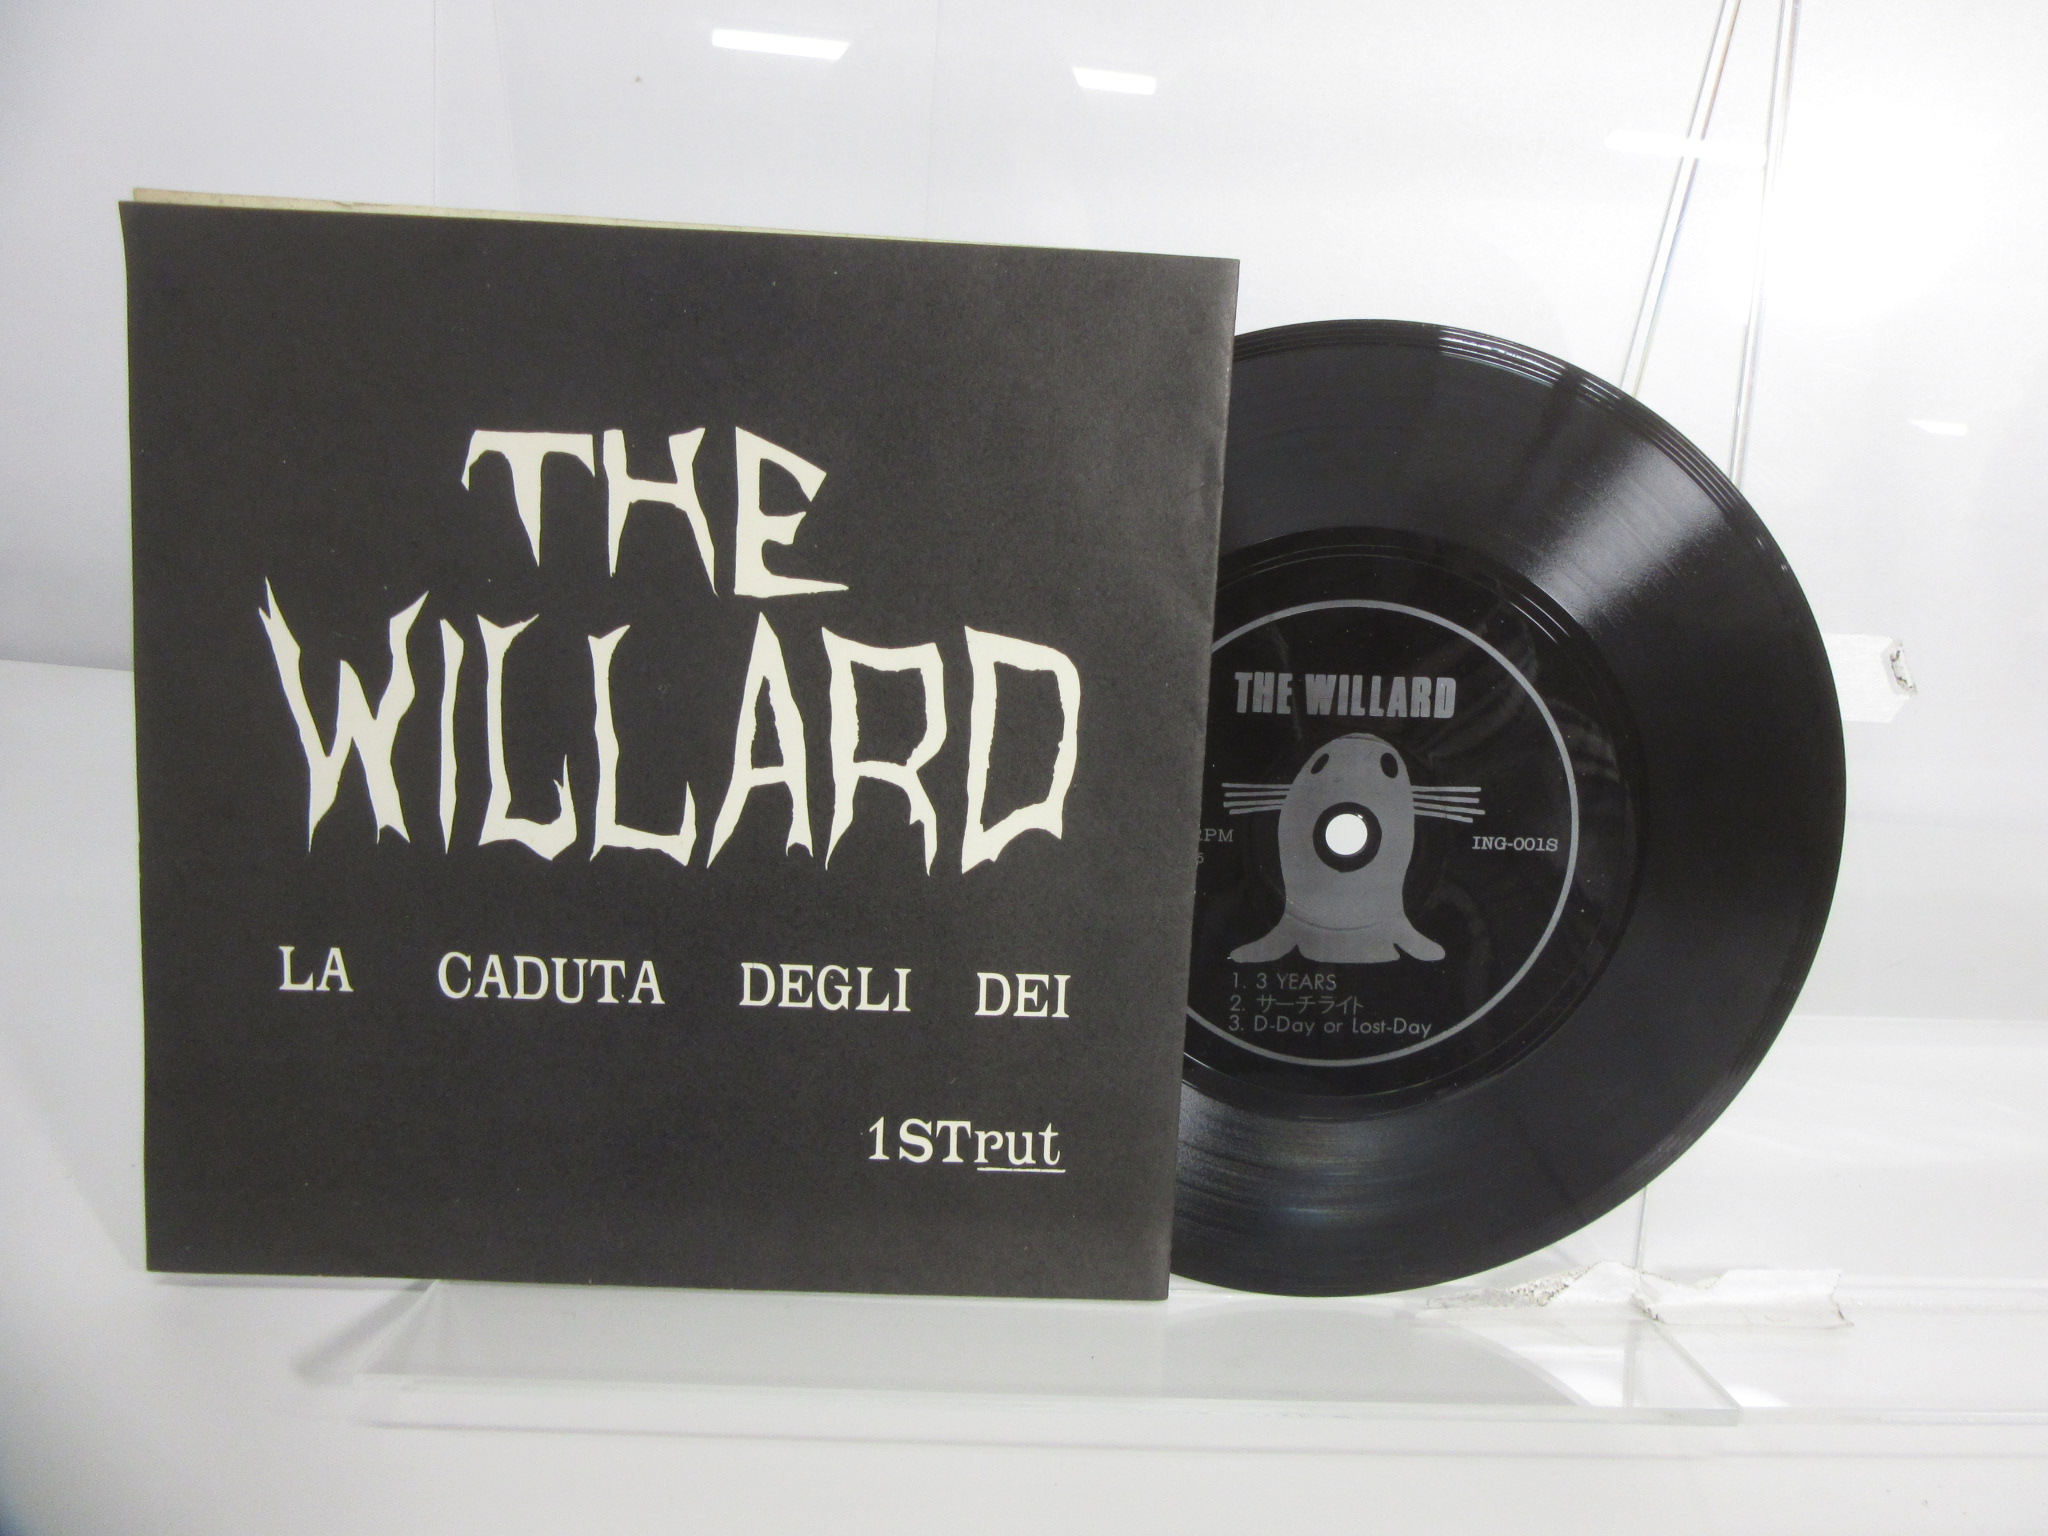 THE
WILLARD
LA CADUTA DEGLI DEI
1STrut
THE WILLARD
RPM
ING-001S
1. 3 YEARS
2. サーチライト
3. D-Day or Lost-Day